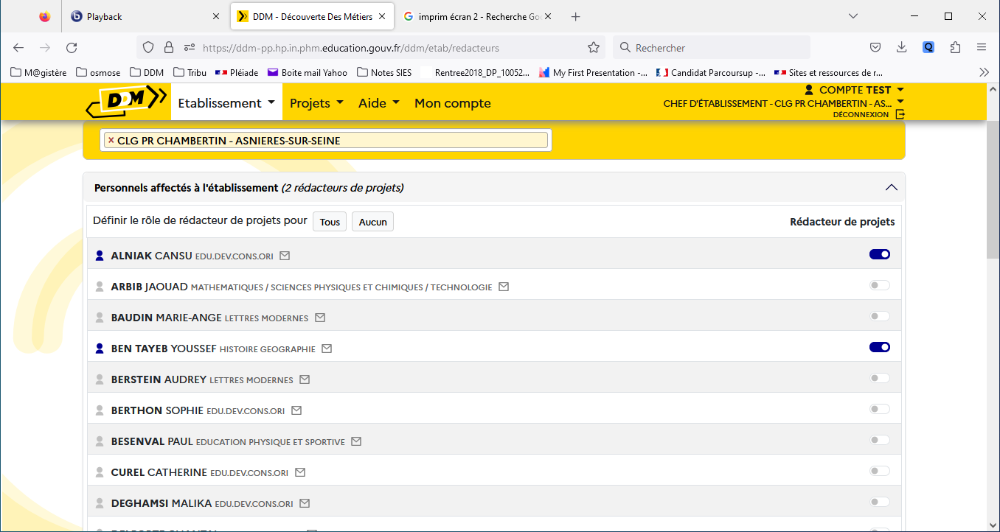 Playback
DDM - Découverte Des Métiers
imprim écran 2 - Recherche Goo
https://ddm-pp.hp.in.phm.education.gouv.fr/ddm/etab/redacteurs
Rechercher
M@gistère
osmose
DDM
Tribu
Pléiade
Boite mail Yahoo
Notes SIES
Rentree2018_DP_10052...
My First Presentation -...
Candidat Parcoursup -...
Sites et ressources de r...
DDM
Etablissement
Projets
Aide
Mon compte
COMPTE TEST
CHEF D'ÉTABLISSEMENT - CLG PR CHAMBERTIN - AS...
DÉCONNEXION
× CLG PR CHAMBERTIN - ASNIERES-SUR-SEINE
Personnels affectés à l'établissement (2 rédacteurs de projets)
Définir le rôle de rédacteur de projets pour Tous Aucun
Rédacteur de projets
ALNIAK CANSU EDU.DEV.CONS.ORI
ARBIB JAOUAD MATHEMATIQUES / SCIENCES PHYSIQUES ET CHIMIQUES / TECHNOLOGIE
BAUDIN MARIE-ANGE LETTRES MODERNES
BEN TAYEB YOUSSEF HISTOIRE GEOGRAPHIE
BERSTEIN AUDREY LETTRES MODERNES
BERTHON SOPHIE EDU.DEV.CONS.ORI
BESENVAL PAUL EDUCATION PHYSIQUE ET SPORTIVE
CUREL CATHERINE EDU.DEV.CONS.ORI
DEGHAMSI MALIKA EDU.DEV.CONS.ORI